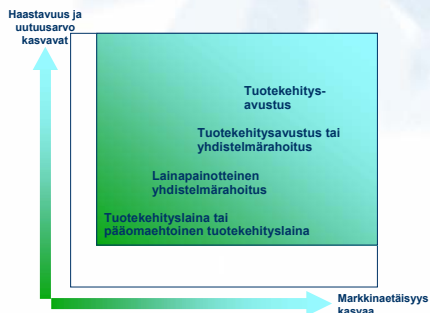 Haastavuus ja
uutuusarvo
kasvavat
Tuotekehitys-
avustus
Tuotekehitysavustus tai
yhdistelmärahoitus
Lainapainotteinen
yhdistelmärahoitus
Tuotekehityslaina tai
pääomaehtoinen tuotekehityslaina
Markkinaetäisyys
kasvaa